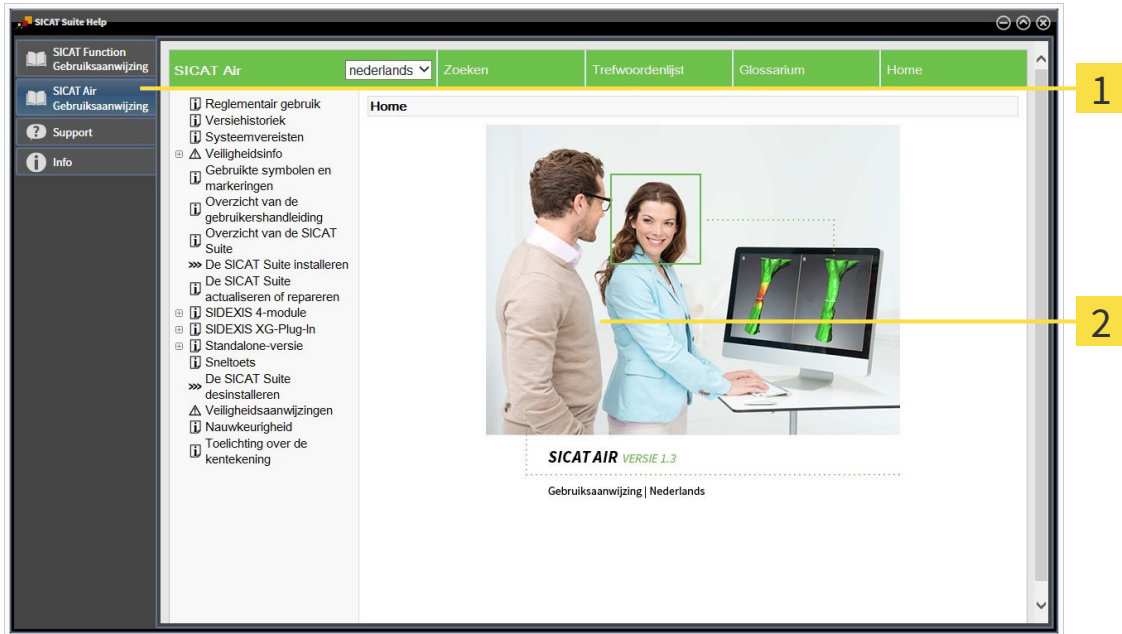 SICAT Suite Help
SICAT Function
Gebruiksaanwijzing
SICAT Air
Gebruiksaanwijzing
Support
Info
SICAT Air
nederlands
Zoeken
Trefwoordenlijst
Glossarium
Home
Reglementair gebruik
Versiehistoriek
Systeemvereisten
Veiligheidsinfo
Gebruikte symbolen en
markeringen
Overzicht van de
gebruikershandleiding
Overzicht van de SICAT
Suite
De SICAT Suite installeren
De SICAT Suite
actualiseren of repareren
SIDEXIS 4-module
SIDEXIS XG-Plug-In
Standalone-versie
Sneltoets
De SICAT Suite
desinstalleren
Veiligheidsaanwijzingen
Nauwkeurigheid
Toelichting over de
kentekening
Home
SICAT AIR VERSIE 1.3
Gebruiksaanwijzing | Nederlands
1
2